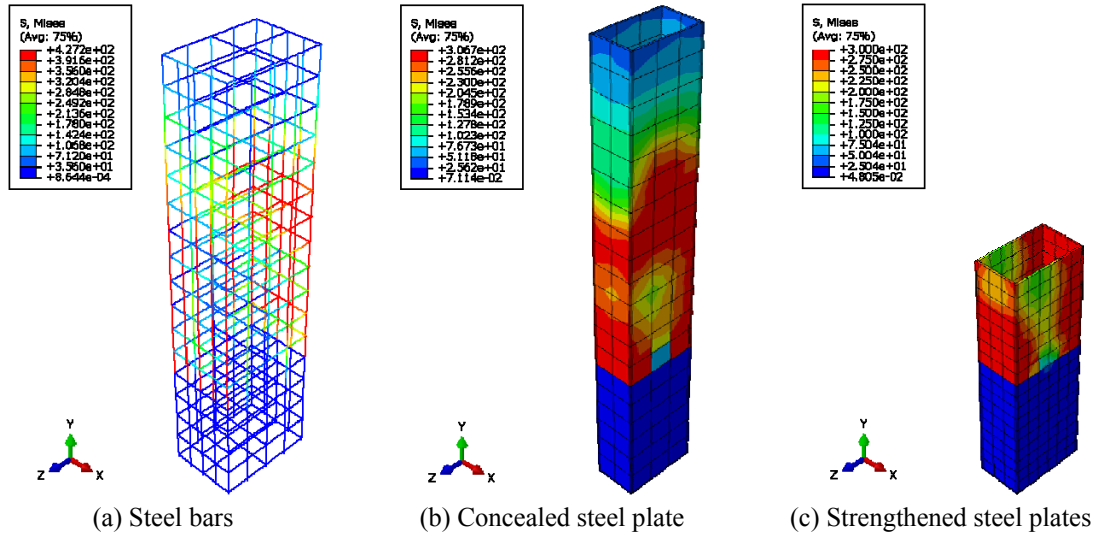 S, Mises
(Avg: 75%)
+4.272e+02
+3.916e+02
+3.560e+02
+3.204e+02
+2.848e+02
+2.492e+02
+2.136e+02
+1.780e+02
+1.424e+02
+1.068e+02
+7.120e+01
+3.560e+01
+8.644e-04
Y
Z
X
(a) Steel bars
S, Mises
(Avg: 75%)
+3.067e+02
+2.812e+02
+2.556e+02
+2.300e+02
+2.045e+02
+1.789e+02
+1.534e+02
+1.278e+02
+1.023e+02
+7.673e+01
+5.118e+01
+2.562e+01
+7.114e-02
Y
Z
X
(b) Concealed steel plate
S, Mises
(Avg: 75%)
+3.000e+02
+2.750e+02
+2.500e+02
+2.250e+02
+2.000e+02
+1.750e+02
+1.500e+02
+1.250e+02
+1.000e+02
+7.504e+01
+5.004e+01
+2.504e+01
+4.805e-02
Y
Z
X
(c) Strengthened steel plates